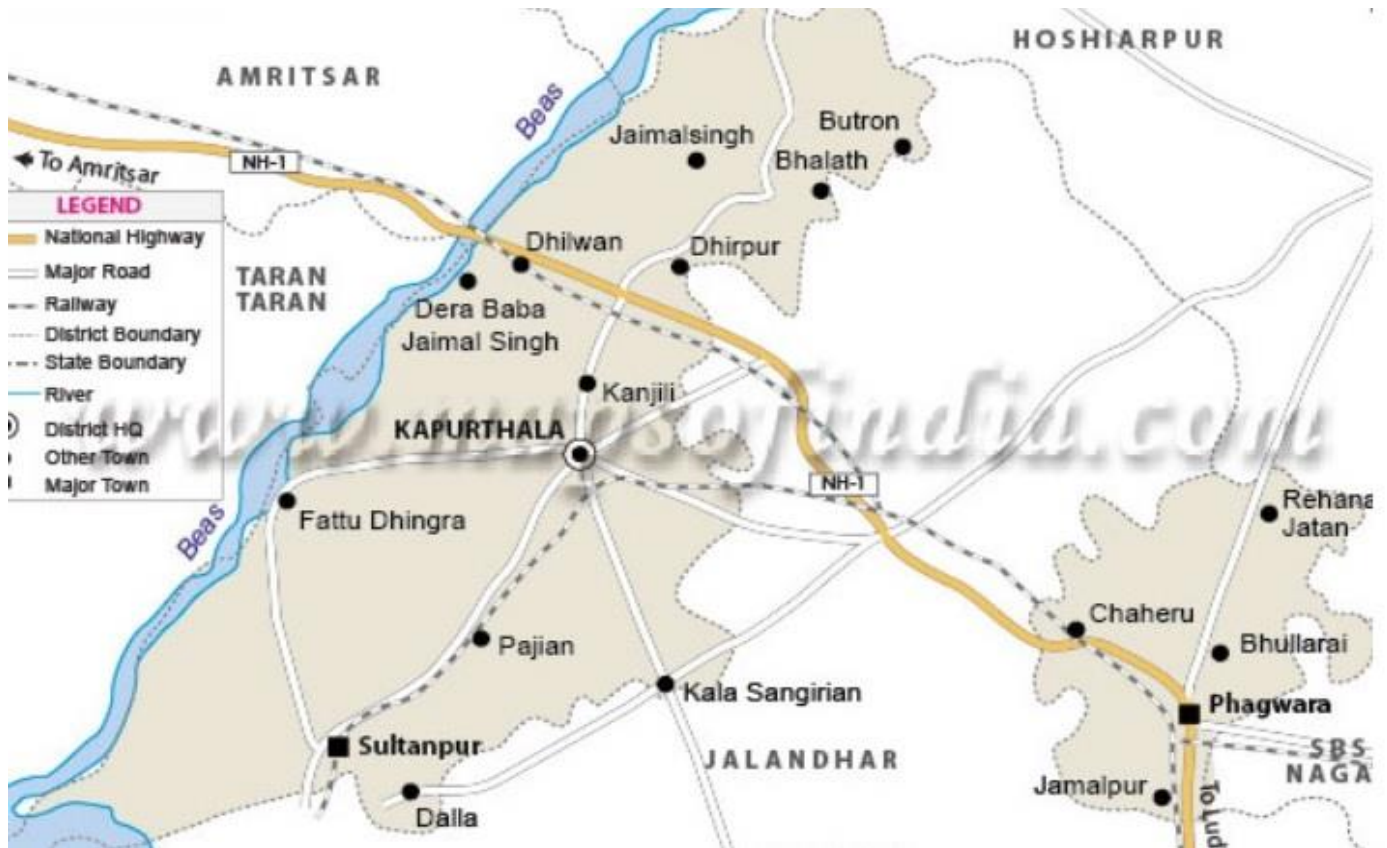 HOSHIARPUR
AMRITSAR
Beas
Jaimalsingh
Butron
Bhalath
NH-1
To Amritsar
LEGEND
National Highway
Major Road
Railway
District Boundary
State Boundary
River
District HQ
Other Town
Major Town
TARAN
TARAN
Dhilwan
Dhirpur
Dera Baba
Jaimal Singh
Kanjili
www.mapsofindia.com
KAPURTHALA
NH-1
Fattu Dhingra
Beas
Rehana
Jatan
Chaheru
Pajian
Bhullarai
Kala Sangirian
Phagwara
Sultanpur
JALANDHAR
SBS
NAGA
Jamalpur
To Lud
Dalla